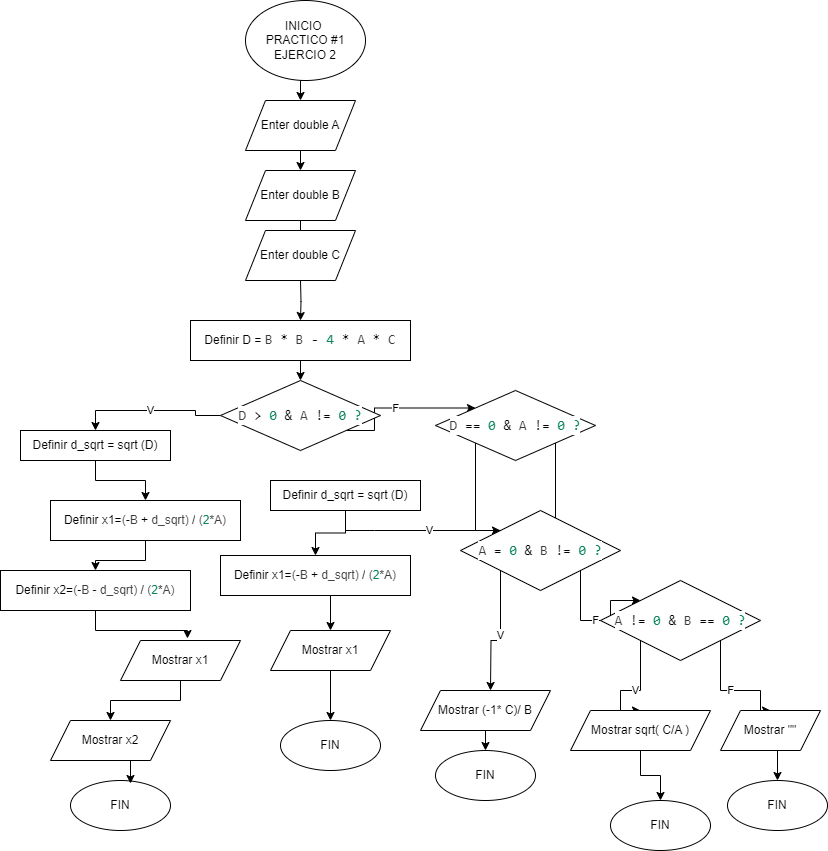 INICIO
PRACTICO #1
EJERCIO 2
Enter double A
Enter double B
Enter double C
Definir D = B * B - 4 * A * C
D > 0 & A != 0 ?
V
F
D == 0 & A != 0 ?
Definir d_sqrt = sqrt (D)
Definir x1=(-B + d_sqrt) / (2*A)
Definir x2=(-B - d_sqrt) / (2*A)
Mostrar x1
Mostrar x2
FIN
Definir d_sqrt = sqrt (D)
V
Definir x1=(-B + d_sqrt) / (2*A)
Mostrar x1
FIN
A = 0 & B != 0 ?
V
F
Mostrar (-1* C)/ B
FIN
A != 0 & B == 0 ?
V
F
Mostrar sqrt( C/A )
FIN
Mostrar ""
FIN